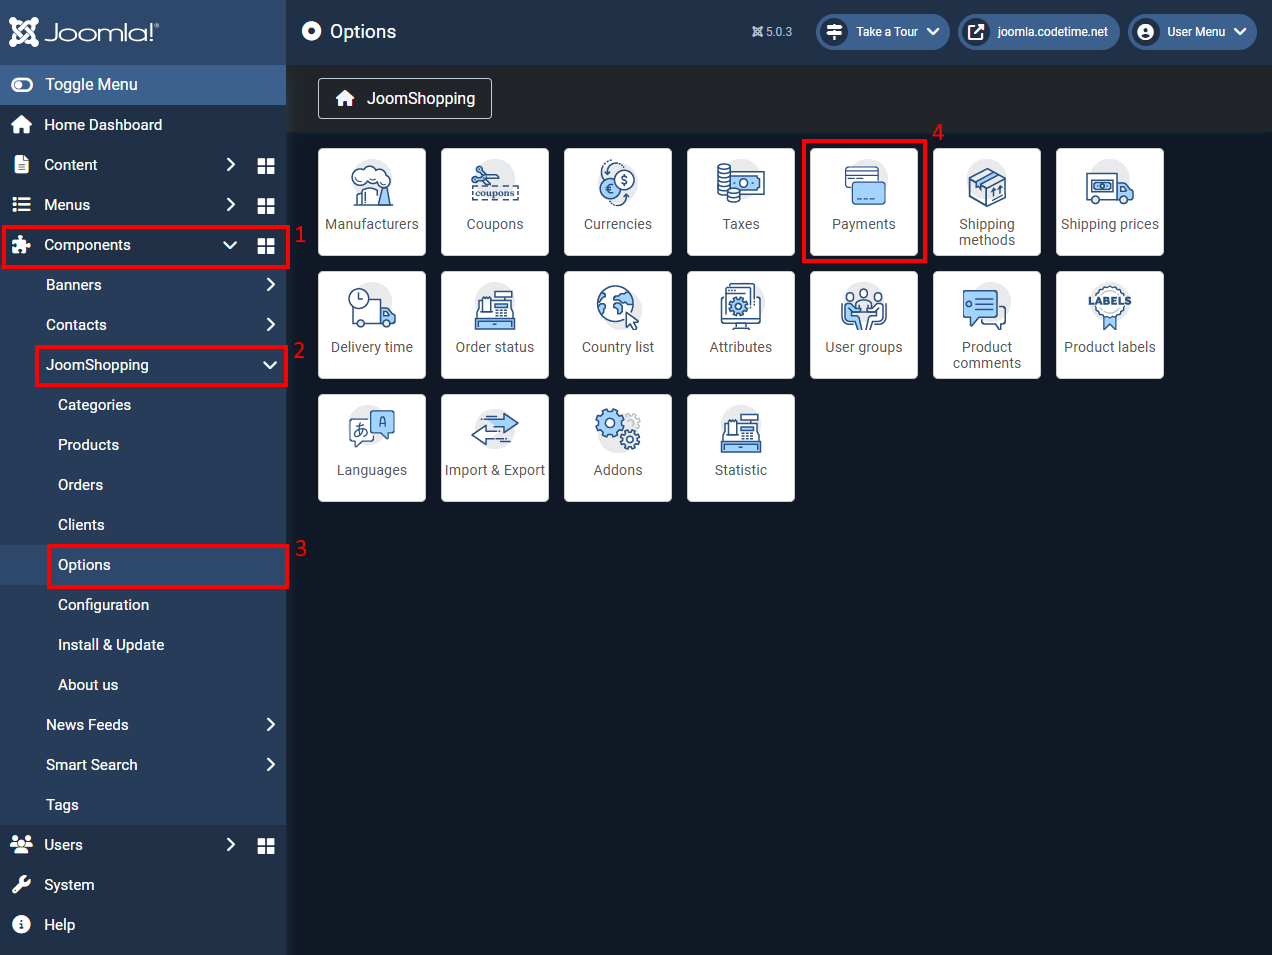 Joomla!®
Options
5.0.3
Take a Tour
joomla.codetime.net
User Menu
Toggle Menu
JoomShopping
Home Dashboard
Content
Menus
Components
1
Banners
Contacts
JoomShopping
2
Categories
Products
Orders
Clients
Options
3
Configuration
Install & Update
About us
News Feeds
Smart Search
Tags
Users
System
Help
4
Manufacturers
coupons
Coupons
€ $
Currencies
Taxes
Payments
Shipping
methods
Shipping prices
Delivery time
Order status
Country list
Attributes
User groups
Product
comments
LABELS
Product labels
あ A
Languages
Import & Export
Addons
Statistic